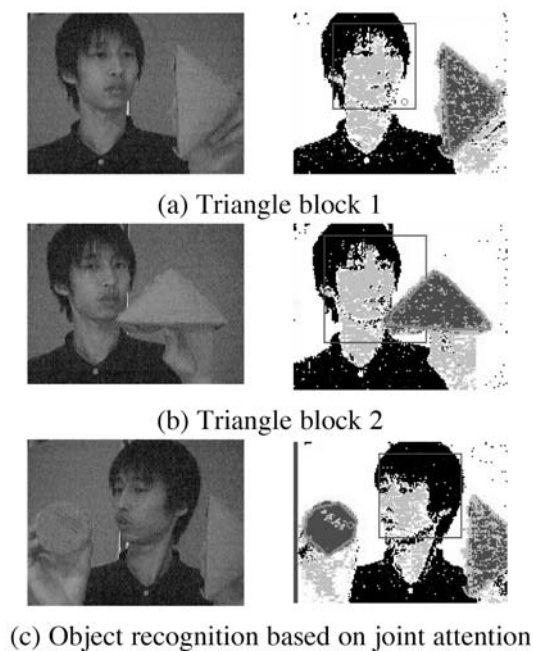 (a) Triangle block 1
(b) Triangle block 2
(c) Object recognition based on joint attention